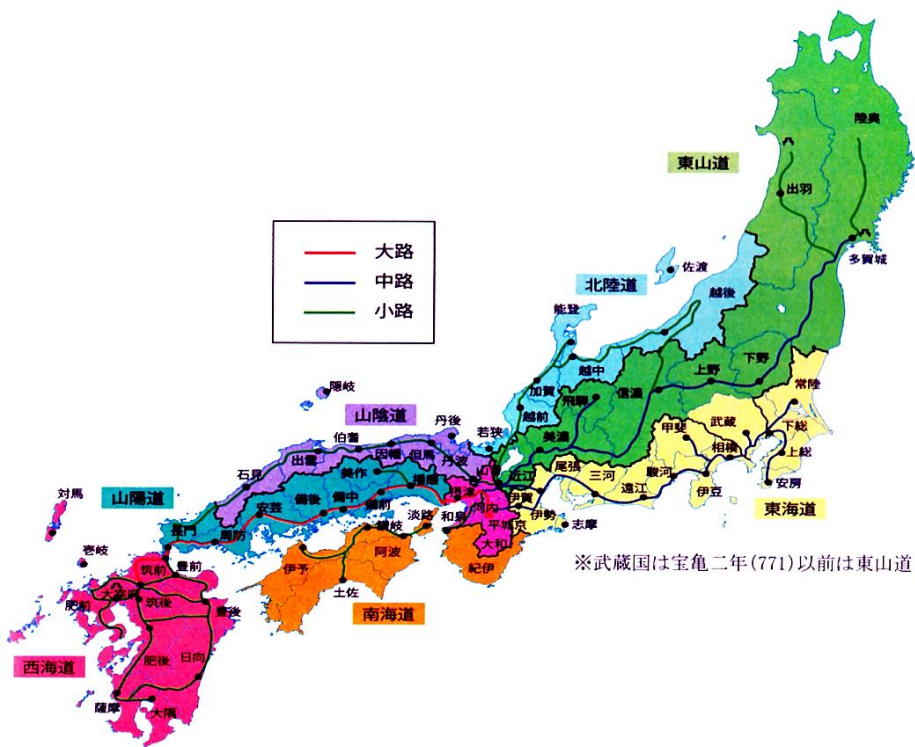 陸奥
東山道
出羽
多賀城
大路
中路
小路
佐渡
北陸道
越後
能登
越中
加賀
飛騨
信濃
上野
下野
常陸
越前
美濃
甲斐
武蔵
下総
相模
上総
隠岐
山陰道
丹後
若狭
伯耆
因幡
但馬
丹波
出雲
石見
美作
播磨
近江
尾張
三河
遠江
駿河
伊豆
安房
東海道
対馬
山陽道
安芸
備後
備中
備前
摂津
河内
伊賀
長門
周防
讃岐
淡路
和泉
平城京
伊勢
志摩
大和
壱岐
豊前
筑前
伊予
阿波
紀伊
※武蔵国は宝亀二年(771)以前は東山道
肥前
筑後
豊後
土佐
南海道
西海道
肥後
日向
薩摩
大隅